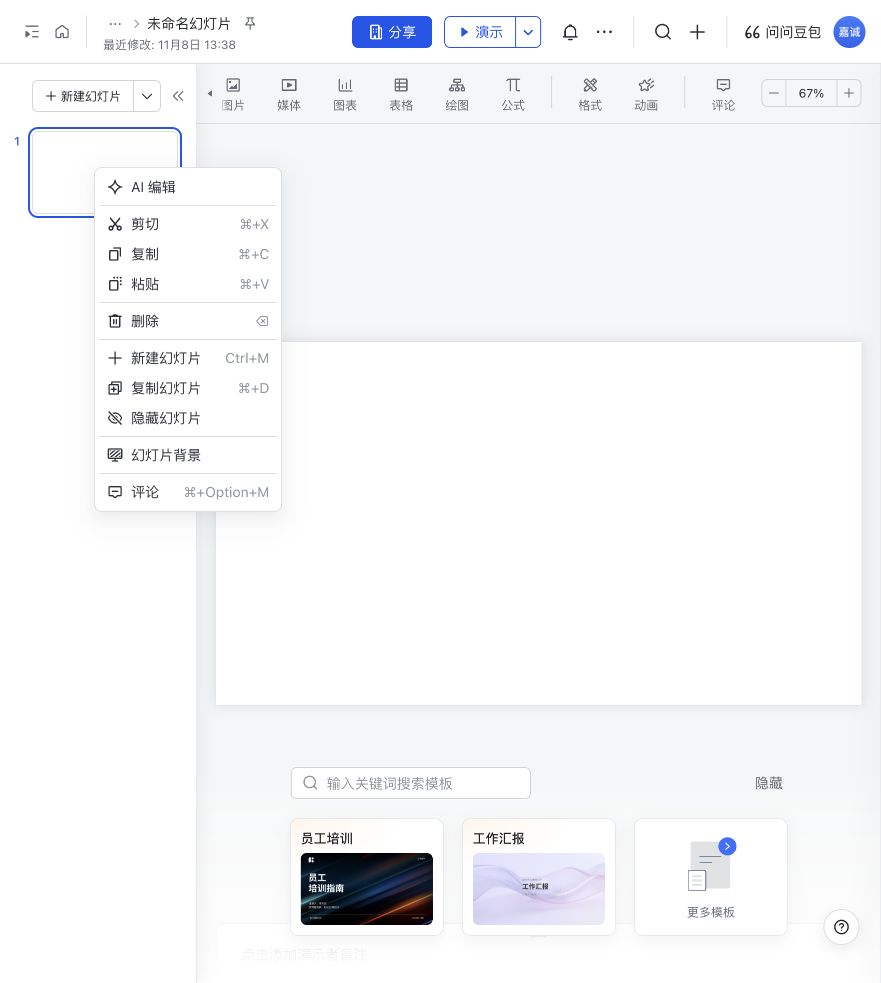 ··· 未命名幻灯片
最近修改: 11月8日 13:38
分享
演示
···
问问豆包
嘉诚
新建幻灯片
图片
媒体
图表
表格
绘图
公式
格式
动画
评论
67%
1
AI 编辑
剪切 ⌘+X
复制 ⌘+C
粘贴 ⌘+V
删除
新建幻灯片 Ctrl+M
复制幻灯片 ⌘+D
隐藏幻灯片
幻灯片背景
评论 ⌘+Option+M
输入关键词搜索模板
隐藏
员工培训
员工
培训指南
工作汇报
工作汇报
更多模板
点击添加演示者备注